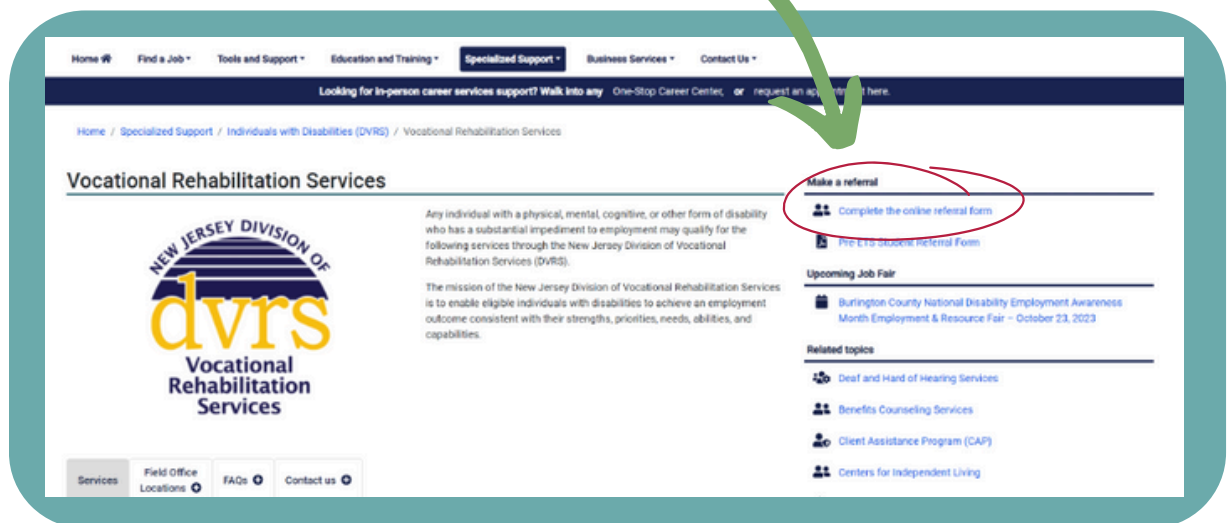 Home Find a Job Tools and Support Education and Training Specialized Support Business Services Contact Us
Looking for in-person career services support? Walk into any One-Stop Career Center, or request an appointment here.
Home / Specialized Support / Individuals with Disabilities (DVRS) / Vocational Rehabilitation Services
Vocational Rehabilitation Services
NEW JERSEY DIVISION OF
dvrs
Vocational
Rehabilitation
Services
Any individual with a physical, mental, cognitive, or other form of disability
who has a substantial impediment to employment may qualify for the
following services through the New Jersey Division of Vocational
Rehabilitation Services (DVRS).
The mission of the New Jersey Division of Vocational Rehabilitation Services
is to enable eligible individuals with disabilities to achieve an employment
outcome consistent with their strengths, priorities, needs, abilities, and
capabilities.
Make a referral
Complete the online referral form
Pre-ETS Student Referral Form
Upcoming Job Fair
Burlington County National Disability Employment Awareness
Month Employment & Resource Fair – October 23, 2023
Related topics
Deaf and Hard of Hearing Services
Benefits Counseling Services
Client Assistance Program (CAP)
Centers for Independent Living
Services
Field Office
Locations
FAQs
Contact us